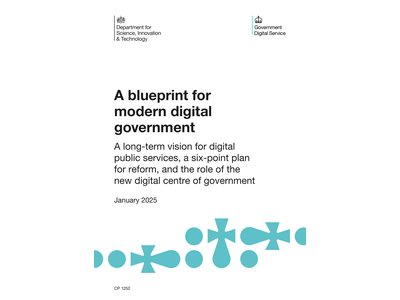 Department for
Science, Innovation
& Technology
Government
Digital Service
A blueprint for
modern digital
government
A long-term vision for digital
public services, a six-point plan
for reform, and the role of the
new digital centre of government
January 2025
CP 1252